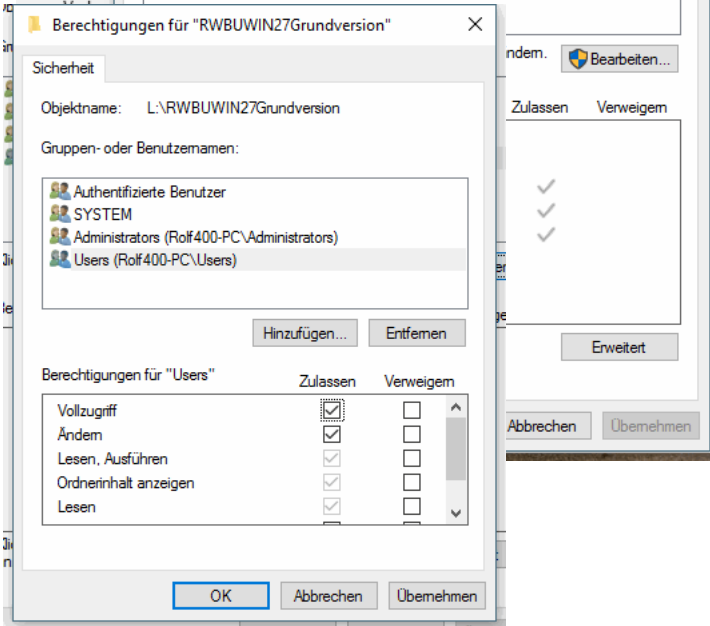 Berechtigungen für "RWBUWIN27Grundversion"
Sicherheit
Objektname: L:\RWBUWIN27Grundversion
Gruppen- oder Benutzernamen:
Authentifizierte Benutzer
SYSTEM
Administrators (Rolf400-PC\Administrators)
Users (Rolf400-PC\Users)
Hinzufügen... Entfernen
Berechtigungen für "Users" Zulassen Verweigern
Vollzugriff
Ändern
Lesen, Ausführen
Ordnerinhalt anzeigen
Lesen
OK Abbrechen Übernehmen
ndern. Bearbeiten...
Zulassen Verweigern
Erweitert
Abbrechen Übernehmen